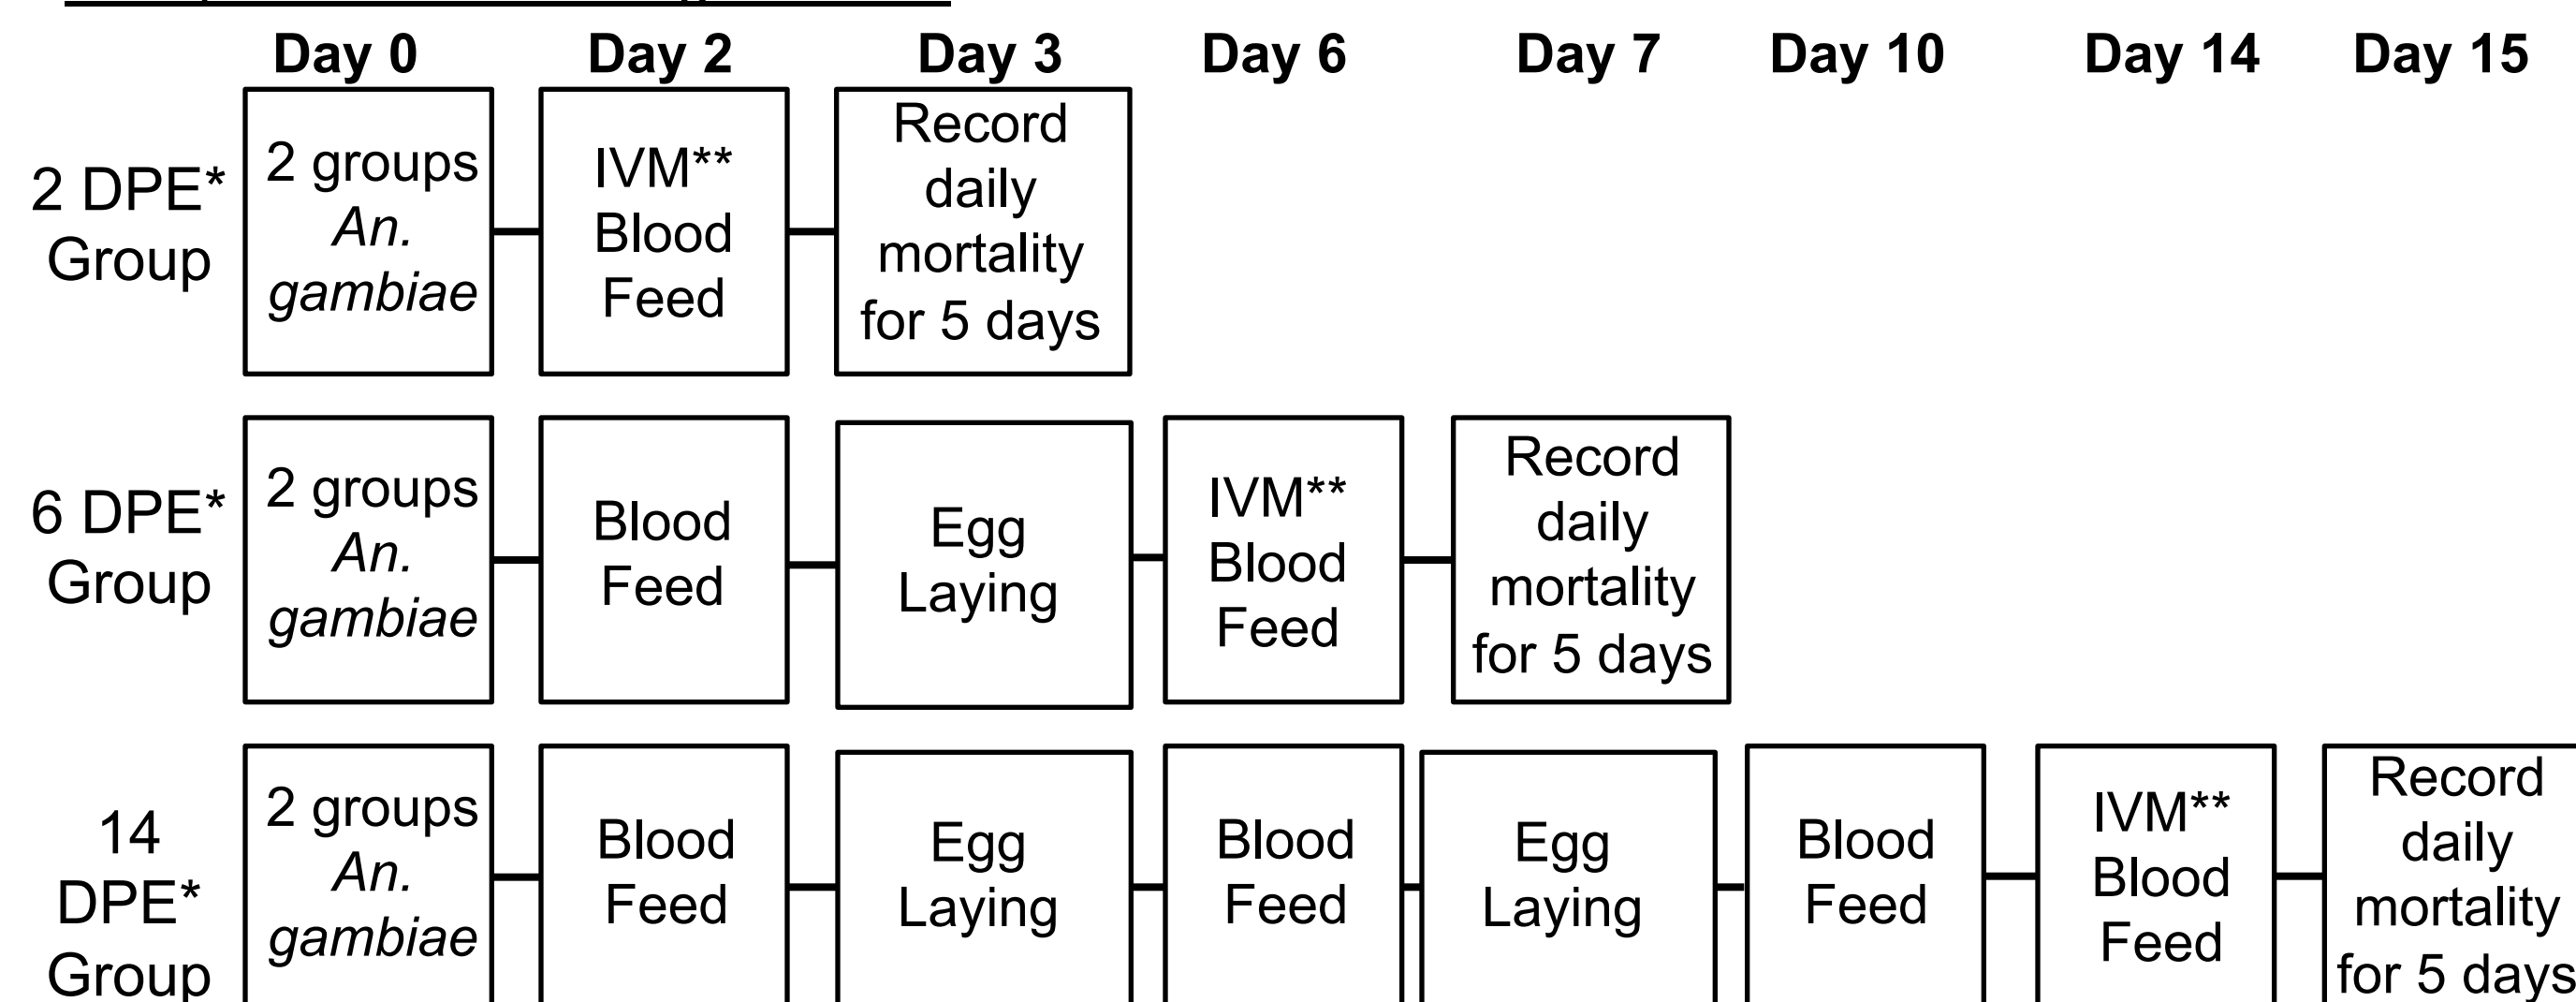 Day 0 Day 2 Day 3 Day 6 Day 7 Day 10 Day 14 Day 15
2 DPE*
Group
2 groups
An.
gambiae
IVM**
Blood
Feed
Record
daily
mortality
for 5 days
6 DPE*
Group
2 groups
An.
gambiae
Blood
Feed
Egg
Laying
IVM**
Blood
Feed
Record
daily
mortality
for 5 days
14
DPE*
Group
2 groups
An.
gambiae
Blood
Feed
Egg
Laying
Blood
Feed
Egg
Laying
Blood
Feed
IVM**
Blood
Feed
Record
daily
mortality
for 5 days